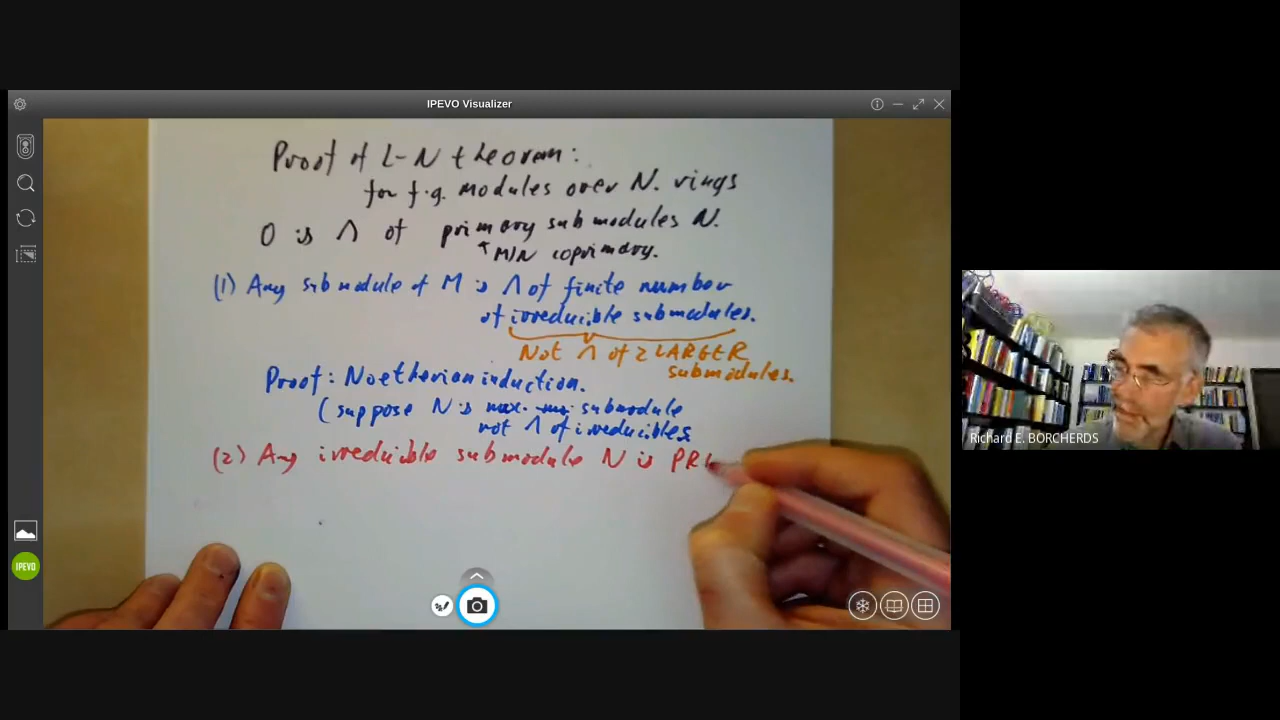 IPEVO Visualizer
Proof of L-N theorem:
for f.g. modules over N. rings
0 is ∩ of primary submodules N.
↑ M/N coprimary.
(1) Any submodule of M is ∩ of finite number
of irreducible submodules.
Not ∩ of 2 LARGER
submodules.
Proof: Noetherian induction.
(suppose N is max. submodule
not ∩ of irreducibles
(2) Any irreducible submodule N is PRI
Richard E. BORCHERDS
IPEVO